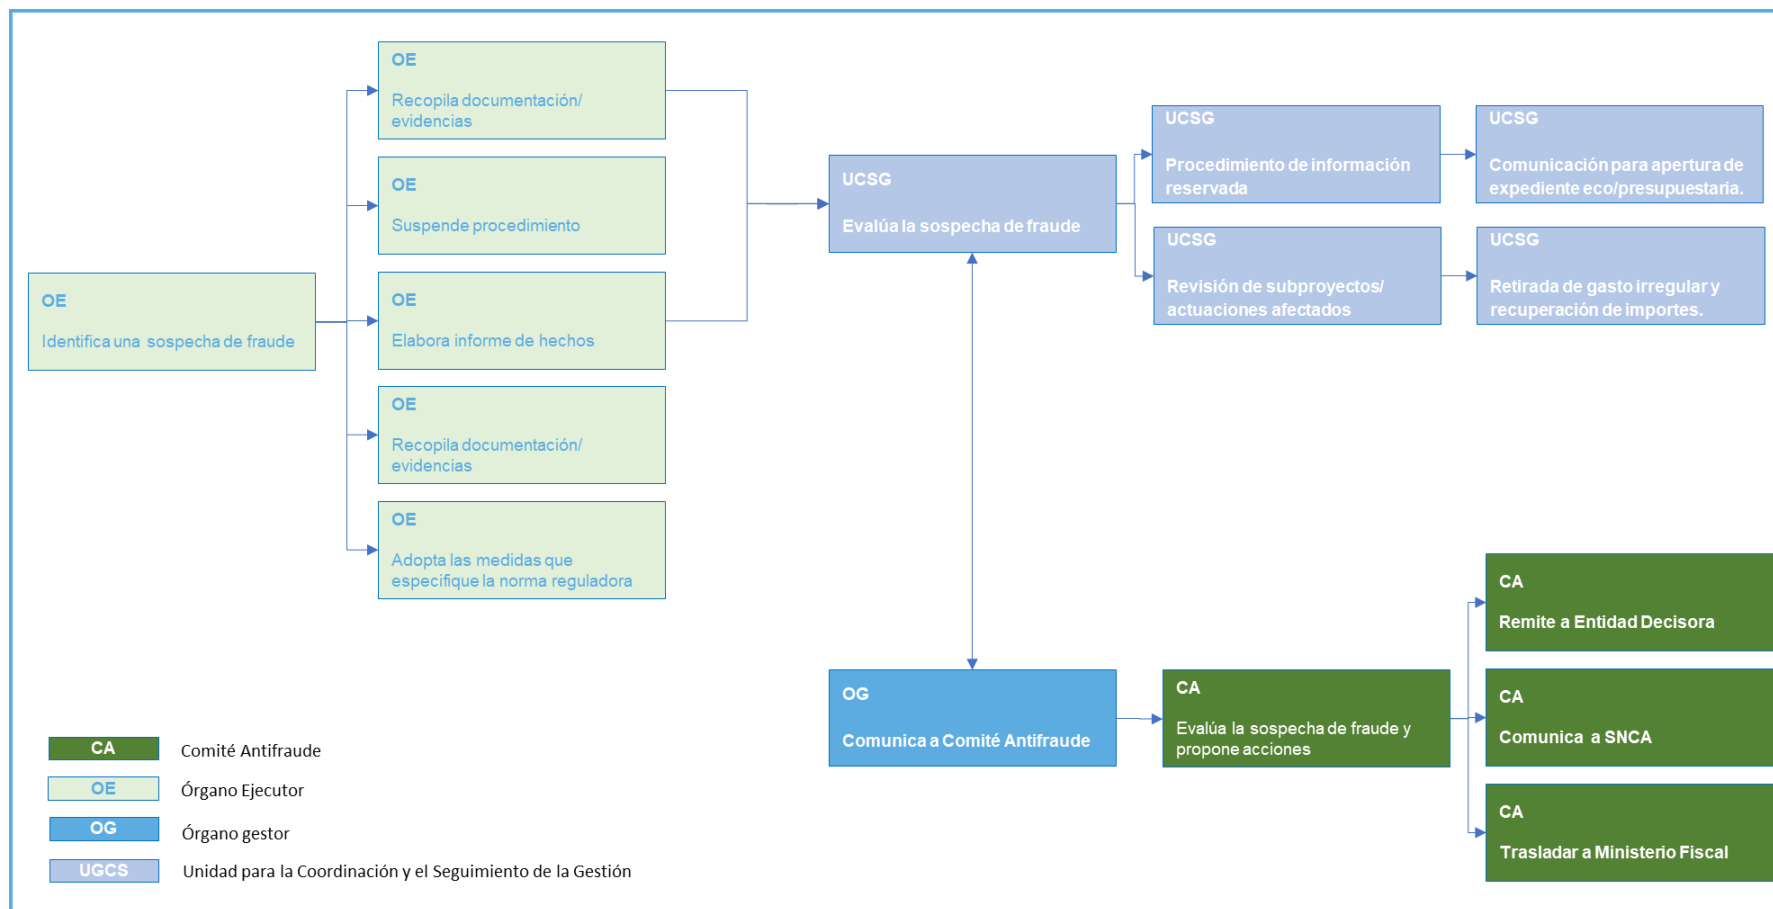 OE
Identifica una sospecha de fraude
OE
Recopila documentación/
evidencias
OE
Suspende procedimiento
OE
Elabora informe de hechos
OE
Recopila documentación/
evidencias
OE
Adopta las medidas que
especifique la norma reguladora
UCSG
Evalúa la sospecha de fraude
UCSG
Procedimiento de información
reservada
UCSG
Comunicación para apertura de
expediente eco/presupuestaria.
UCSG
Revisión de subproyectos/
actuaciones afectados
UCSG
Retirada de gasto irregular y
recuperación de importes.
OG
Comunica a Comité Antifraude
CA
Evalúa la sospecha de fraude y
propone acciones
CA
Remite a Entidad Decisora
CA
Comunica a SNCA
CA
Trasladar a Ministerio Fiscal
CA Comité Antifraude
OE Órgano Ejecutor
OG Órgano gestor
UGCS Unidad para la Coordinación y el Seguimiento de la Gestión